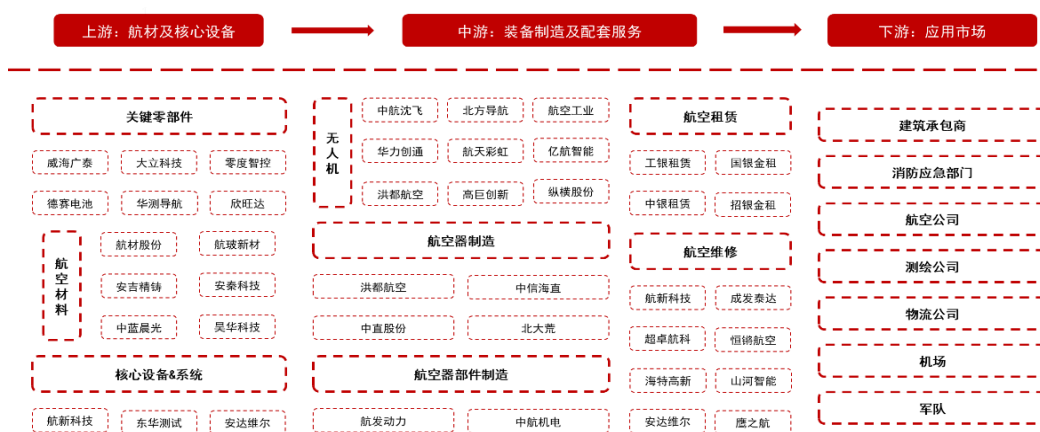 上游：航材及核心设备
中游：装备制造及配套服务
下游：应用市场
关键零部件
威海广泰
大立科技
零度智控
德赛电池
华测导航
欣旺达
航空材料
航材股份
航玻新材
安吉精铸
安泰科技
中蓝晨光
昊华科技
核心设备&系统
航新科技
东华测试
安达维尔
无人机
中航沈飞
北方导航
航空工业
华力创通
航天彩虹
亿航智能
洪都航空
高巨创新
纵横股份
航空器制造
洪都航空
中信海直
中直股份
北大荒
航空器部件制造
航发动力
中航机电
航空租赁
工银租赁
国银金租
中银租赁
招银金租
航空维修
航新科技
成发泰达
超卓航科
恒锵航空
海特高新
山河智能
安达维尔
鹰之航
建筑承包商
消防应急部门
航空公司
测绘公司
物流公司
机场
军队